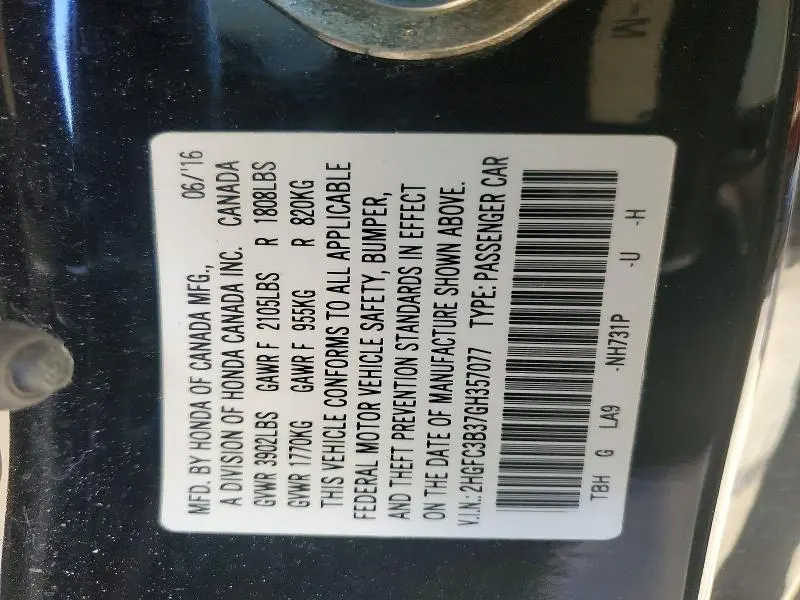 MFD. BY HONDA OF CANADA MFG., 06/'16
A DIVISION OF HONDA CANADA INC. CANADA
GVWR 3902LBS GAWR F 2105LBS R 1808LBS
GVWR 1770KG GAWR F 955KG R 820KG
THIS VEHICLE CONFORMS TO ALL APPLICABLE
FEDERAL MOTOR VEHICLE SAFETY, BUMPER,
AND THEFT PREVENTION STANDARDS IN EFFECT
ON THE DATE OF MANUFACTURE SHOWN ABOVE.
V.I.N.: 2HGFC3B37GH357077 TYPE: PASSENGER CAR
TBH G LA9 -NH731P -U -H
-M